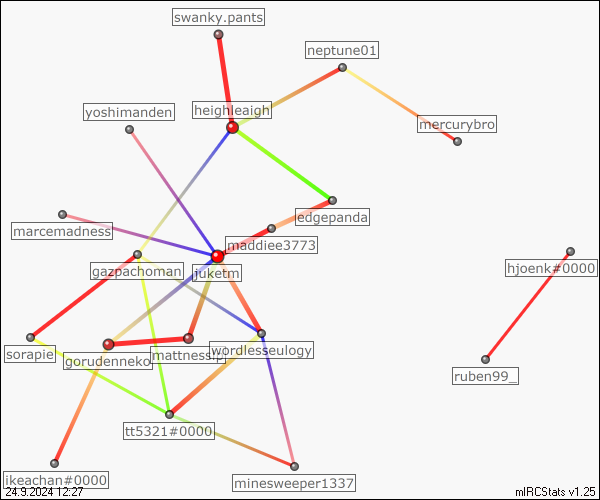 swanky.pants
neptune01
yoshimanden
heighleaigh
mercurybro
edgepanda
marcemadness
maddiee3773
gazpachoman
juketm
hjoenk#0000
sorapie
gorudenneko
wordlesseulogy
ruben99_
tt5321#0000
ikeachan#0000
minesweeper1337
24.9.2024 12:27
mIRCStats v1.25